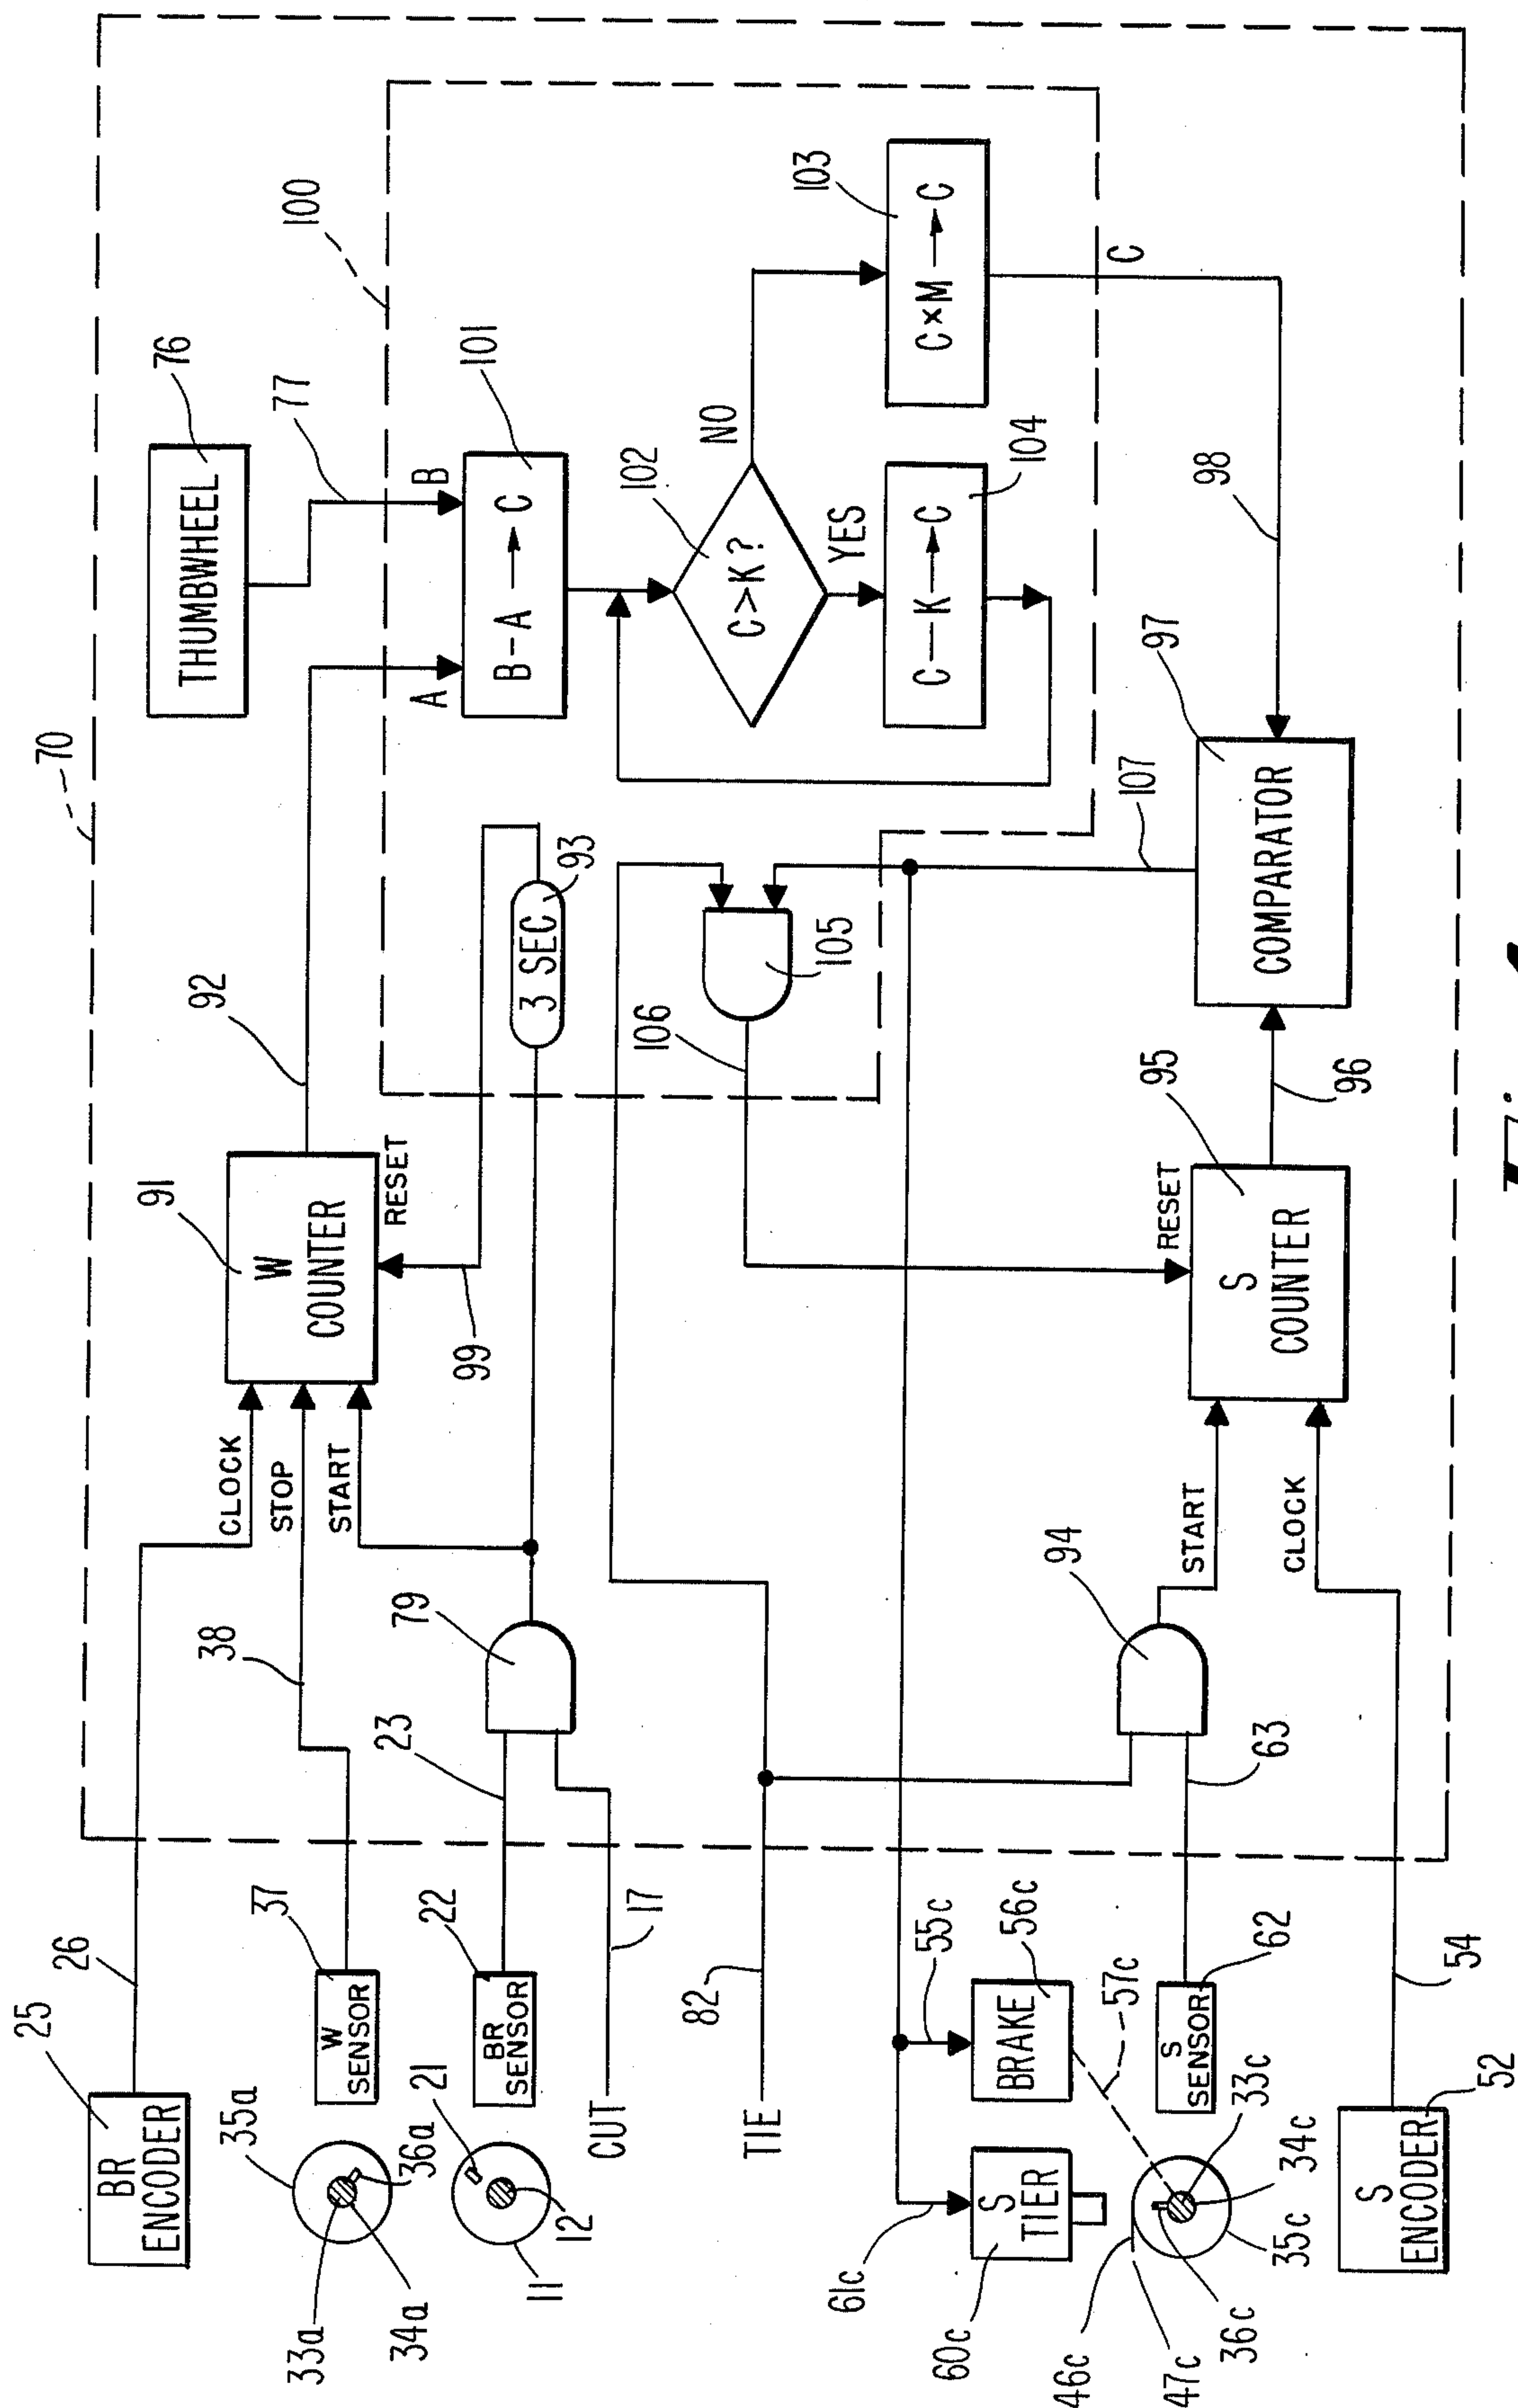 70
100
25
BR
ENCODER
26
CLOCK
91
W
COUNTER
92
THUMBWHEEL
76
77
35a
33a
34a
36a
37
W
SENSOR
38
STOP
START
RESET
99
A
B
B-A → C
101
21
11
12
22
BR
SENSOR
23
79
3 SEC
93
CUT
17
102
C>K?
NO
YES
TIE
82
106
105
C—K→C
104
C×M→C
103
C
61c
60c
S
TIER
55c
BRAKE
56c
57c
94
START
RESET
95
S
COUNTER
96
107
97
COMPARATOR
98
46c
47c
36c
33c
34c
35c
62
S
SENSOR
63
CLOCK
S
ENCODER
52
54